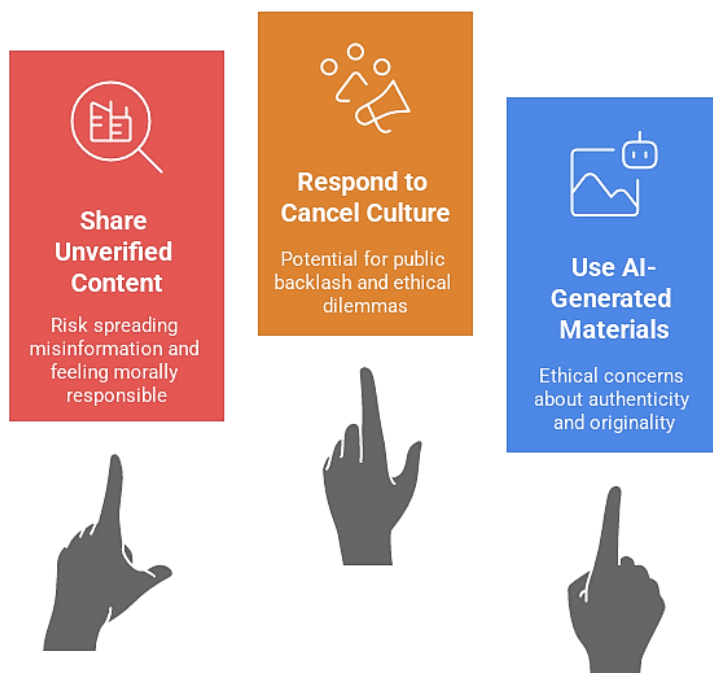 Share
Unverified
Content
Risk spreading
misinformation and
feeling morally
responsible
Respond to
Cancel Culture
Potential for public
backlash and ethical
dilemmas
Use AI-
Generated
Materials
Ethical concerns
about authenticity
and originality